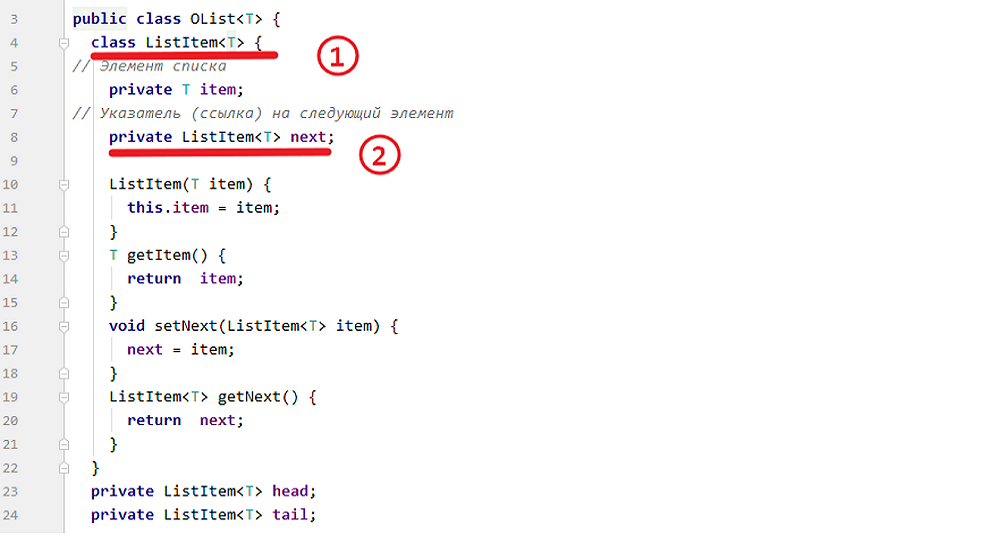 3 public class OList<T> {
4 class ListItem<T> {
1
5 // Элемент списка
6 private T item;
7 // Указатель (ссылка) на следующий элемент
8 private ListItem<T> next;
2
9
10 ListItem(T item) {
11 this.item = item;
12 }
13 T getItem() {
14 return  item;
15 }
16 void setNext(ListItem<T> item) {
17 next = item;
18 }
19 ListItem<T> getNext() {
20 return  next;
21 }
22 }
23 private ListItem<T> head;
24 private ListItem<T> tail;